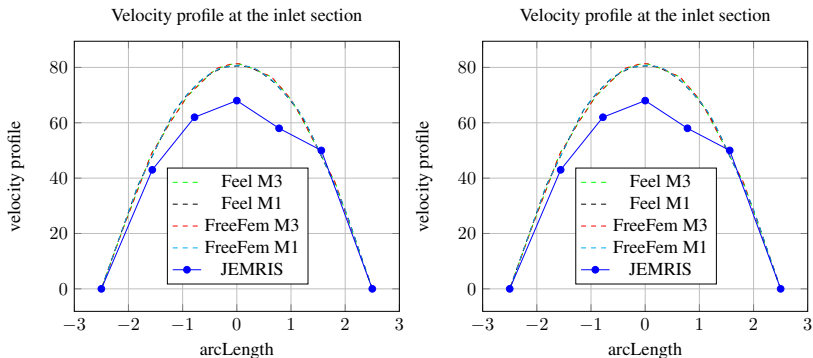 Velocity profile at the inlet section
velocity profile
80
60
40
20
0
Feel M3
Feel M1
FreeFem M3
FreeFem M1
JEMRIS
−3 −2 −1 0 1 2 3
arcLength
Velocity profile at the inlet section
velocity profile
80
60
40
20
0
Feel M3
Feel M1
FreeFem M3
FreeFem M1
JEMRIS
−3 −2 −1 0 1 2 3
arcLength